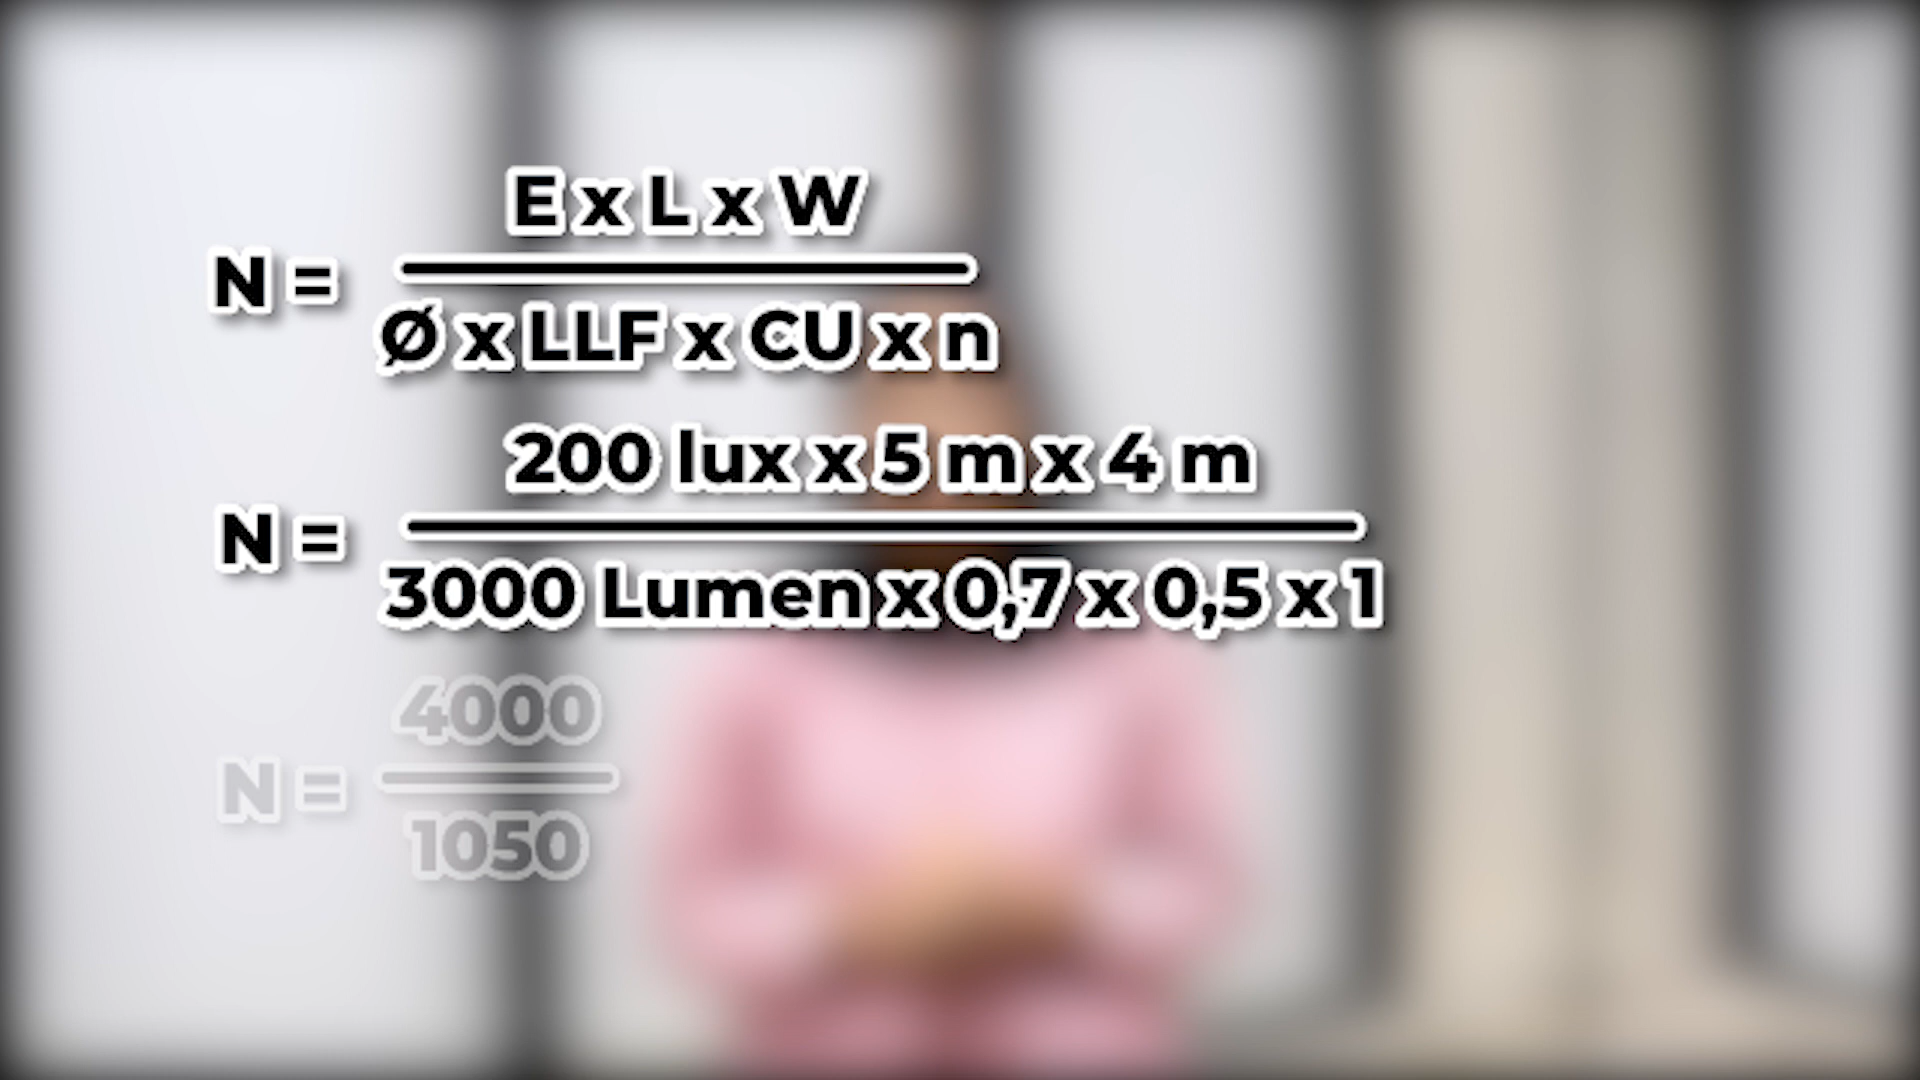 E x L x W
N =
Ø x LLF x CU x n
200 lux x 5 m x 4 m
N =
3000 Lumen x 0,7 x 0,5 x 1
4000
N =
1050